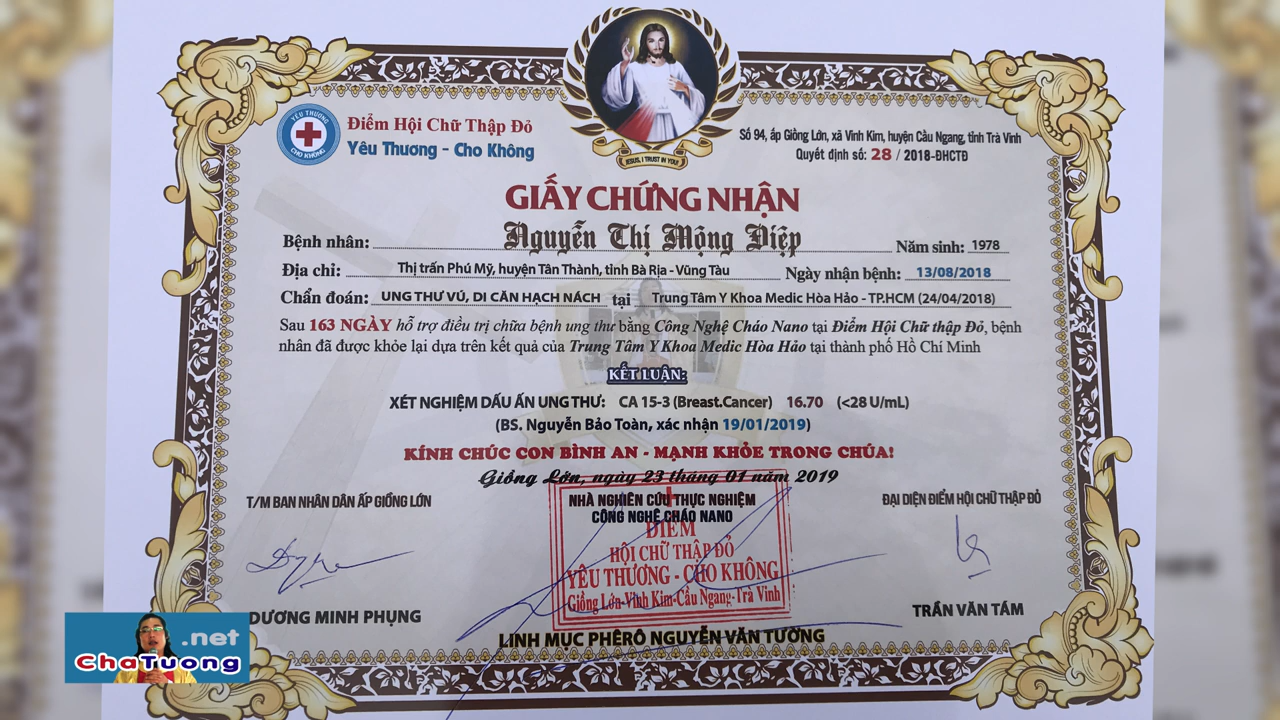 JESUS, I TRUST IN YOU!
YÊU THƯƠNG
CHO KHÔNG
Điểm Hội Chữ Thập Đỏ
Yêu Thương - Cho Không
Số 94, ấp Giồng Lớn, xã Vinh Kim, huyện Cầu Ngang, tỉnh Trà Vinh
Quyết định số: 28 / 2018-ĐHCTĐ
GIẤY CHỨNG NHẬN
Bệnh nhân: Nguyễn Thị Mộng Điệp Năm sinh: 1978
Địa chỉ: Thị trấn Phú Mỹ, huyện Tân Thành, tỉnh Bà Rịa - Vũng Tàu Ngày nhận bệnh: 13/08/2018
Chẩn đoán: UNG THƯ VÚ, DI CĂN HẠCH NÁCH tại Trung Tâm Y Khoa Medic Hòa Hảo - TP.HCM (24/04/2018)
Sau 163 NGÀY hỗ trợ điều trị chữa bệnh ung thư bằng Công Nghệ Cháo Nano tại Điểm Hội Chữ thập Đỏ, bệnh
nhân đã được khỏe lại dựa trên kết quả của Trung Tâm Y Khoa Medic Hòa Hảo tại thành phố Hồ Chí Minh
KẾT LUẬN:
XÉT NGHIỆM DẤU ẤN UNG THƯ: CA 15-3 (Breast.Cancer) 16.70 (<28 U/mL)
(BS. Nguyễn Bảo Toàn, xác nhận 19/01/2019)
KÍNH CHÚC CON BÌNH AN - MẠNH KHỎE TRONG CHÚA!
Giồng Lớn, ngày 23 tháng 01 năm 2019
T/M BAN NHÂN DÂN ẤP GIỒNG LỚN
NHÀ NGHIÊN CỨU THỰC NGHIỆM
CÔNG NGHỆ CHÁO NANO
ĐẠI DIỆN ĐIỂM HỘI CHỮ THẬP ĐỎ
ĐIỂM
HỘI CHỮ THẬP ĐỎ
YÊU THƯƠNG - CHO KHÔNG
Giồng Lớn-Vinh Kim-Cầu Ngang-Trà Vinh
DƯƠNG MINH PHỤNG
LINH MỤC PHÊRÔ NGUYỄN VĂN TƯỜNG
TRẦN VĂN TÁM
.net
ChaTuong